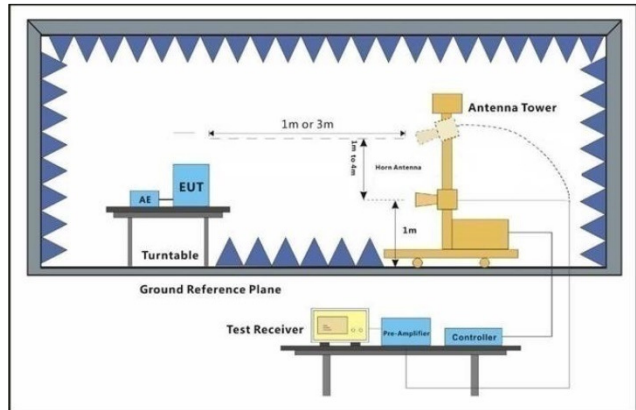 1m or 3m
Antenna Tower
1m to 4m
Horn Antenna
EUT
AE
1m
Turntable
Ground Reference Plane
Test Receiver
Pre-Amplifier
Controller